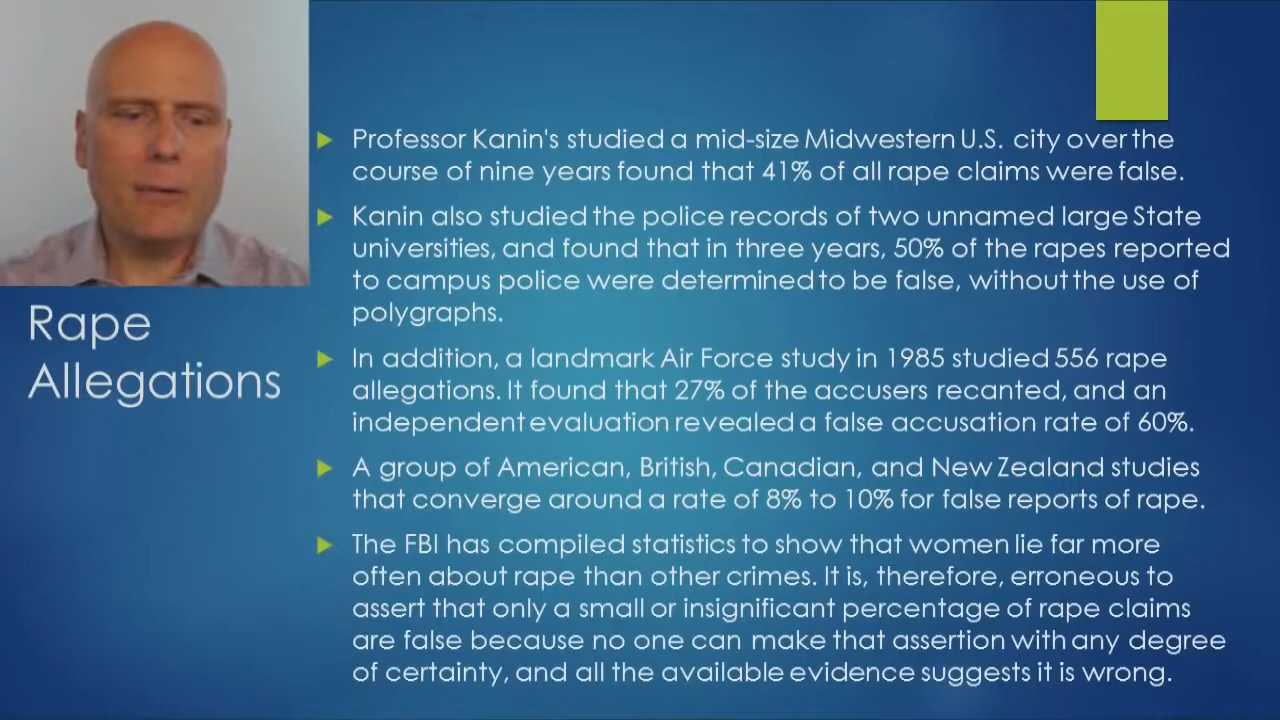 Rape
Allegations
Professor Kanin's studied a mid-size Midwestern U.S. city over the
course of nine years found that 41% of all rape claims were false.
Kanin also studied the police records of two unnamed large State
universities, and found that in three years, 50% of the rapes reported
to campus police were determined to be false, without the use of
polygraphs.
In addition, a landmark Air Force study in 1985 studied 556 rape
allegations. It found that 27% of the accusers recanted, and an
independent evaluation revealed a false accusation rate of 60%.
A group of American, British, Canadian, and New Zealand studies
that converge around a rate of 8% to 10% for false reports of rape.
The FBI has compiled statistics to show that women lie far more
often about rape than other crimes. It is, therefore, erroneous to
assert that only a small or insignificant percentage of rape claims
are false because no one can make that assertion with any degree
of certainty, and all the available evidence suggests it is wrong.